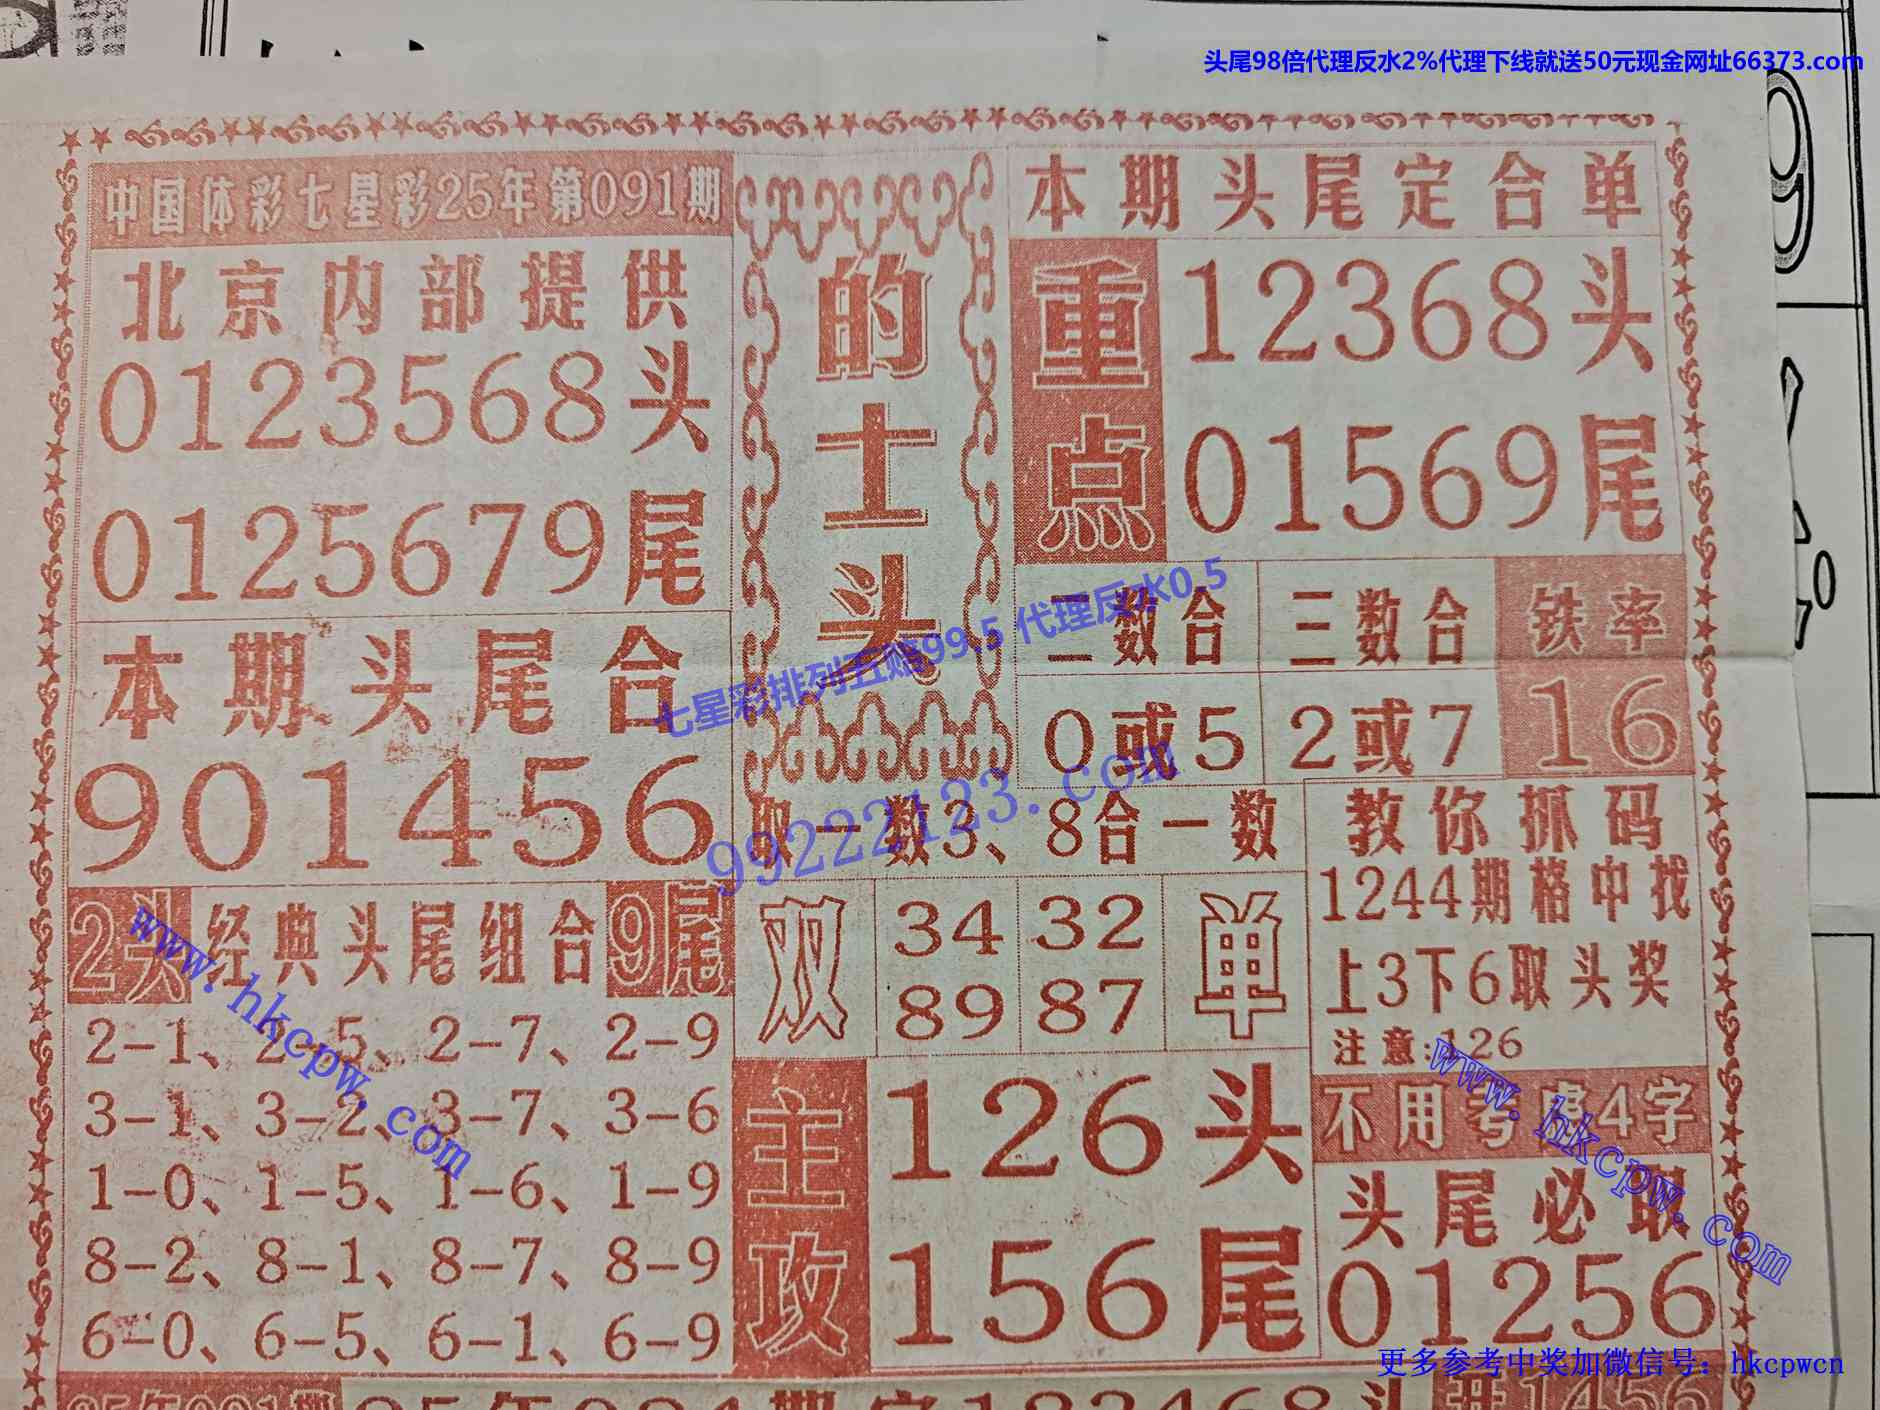 头尾98倍代理反水2%代理下线就送50元现金网址66373.com
中国体彩七星彩25年第091期
北京内部提供
0123568头
0125679尾
本期头尾合
901456
的士头
本期头尾定合单
重点
12368头
01569尾
二数合 三数合 铁率
0或5 2或7 16
七星彩排列五赔99.5 代理反水0.5
99222123.com
取一数3、8合一数
双 34 32 单
89 87
教你抓码
1244期格中找
上3下6取头奖
注意:126
2头 经典头尾组合 9尾
2-1、2-5、2-7、2-9
3-1、3-2、3-7、3-6
1-0、1-5、1-6、1-9
8-2、8-1、8-7、8-9
6-0、6-5、6-1、6-9
www.hkcpw.com
主攻
126头
156尾
不用考虑4字
头尾必取
01256
www.hkcpw.com
更多参考中奖加微信号：hkcpwcn
25年091期